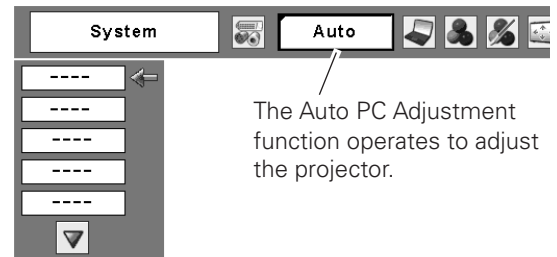 System
Auto
----
----
----
----
----
The Auto PC Adjustment
function operates to adjust
the projector.